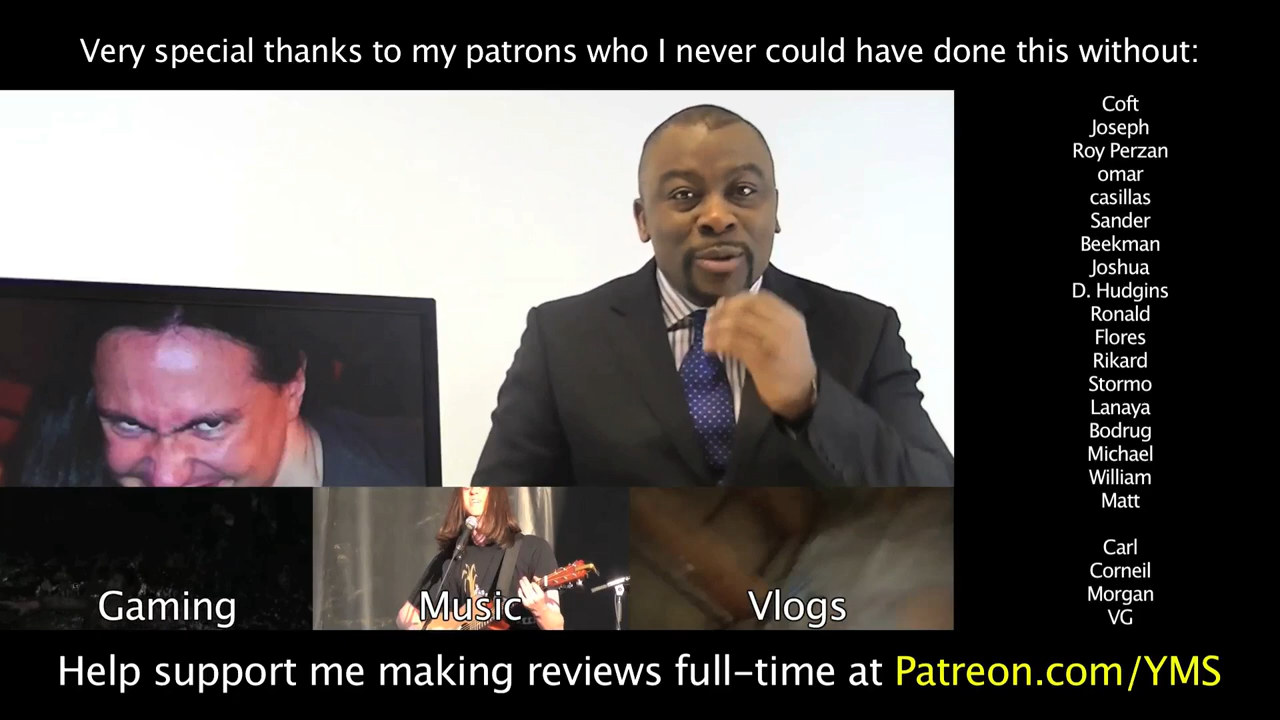 Very special thanks to my patrons who I never could have done this without:
Coft
Joseph
Roy Perzan
omar
casillas
Sander
Beekman
Joshua
D. Hudgins
Ronald
Flores
Rikard
Stormo
Lanaya
Bodrug
Michael
William
Matt
Carl
Corneil
Morgan
VG
Gaming
Music
Vlogs
Help support me making reviews full-time at Patreon.com/YMS